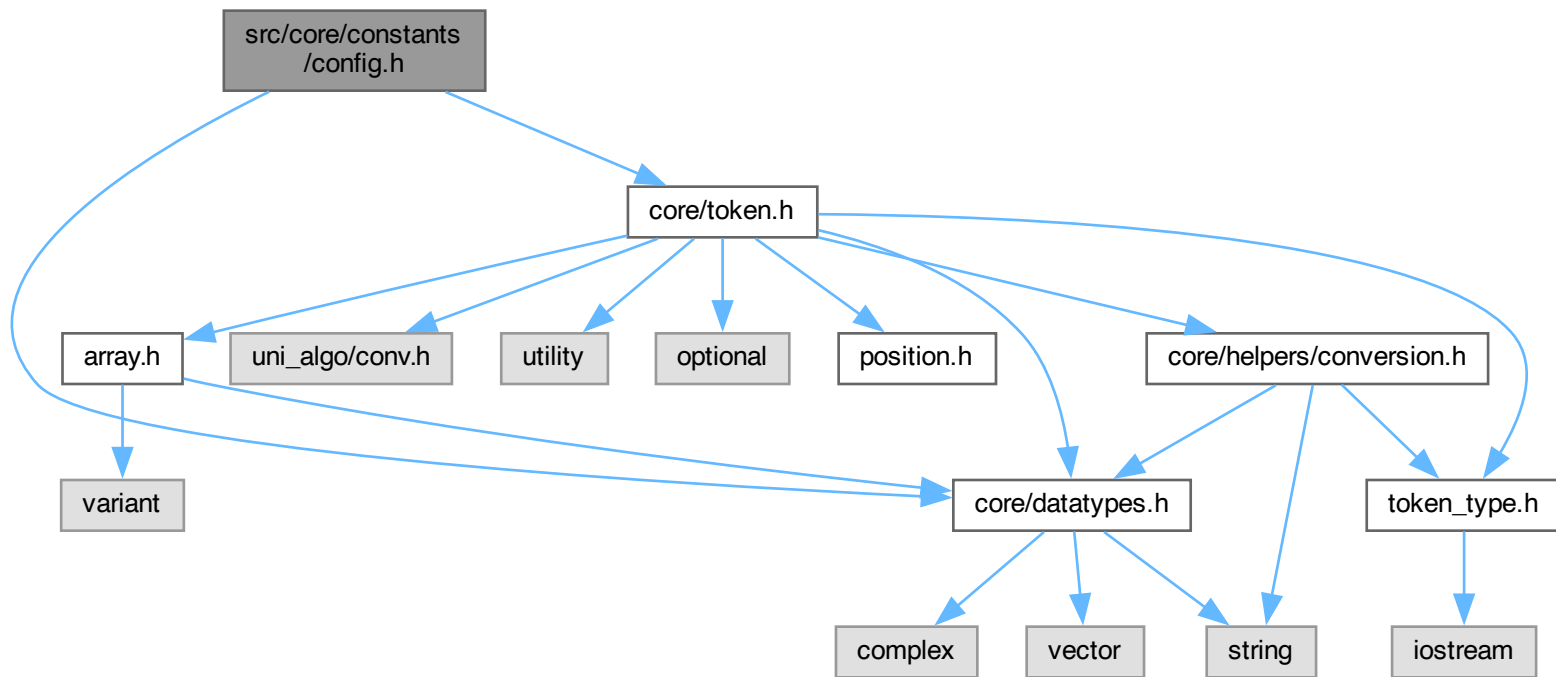 src/core/constants
/config.h
core/token.h
array.h
uni_algo/conv.h
utility
optional
position.h
core/helpers/conversion.h
variant
core/datatypes.h
token_type.h
complex
vector
string
iostream